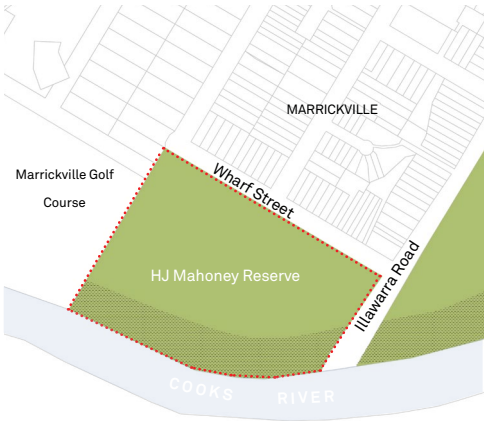 MARRICKVILLE
Marrickville Golf
Course
Wharf Street
HJ Mahoney Reserve
Illawarra Road
COOKS RIVER